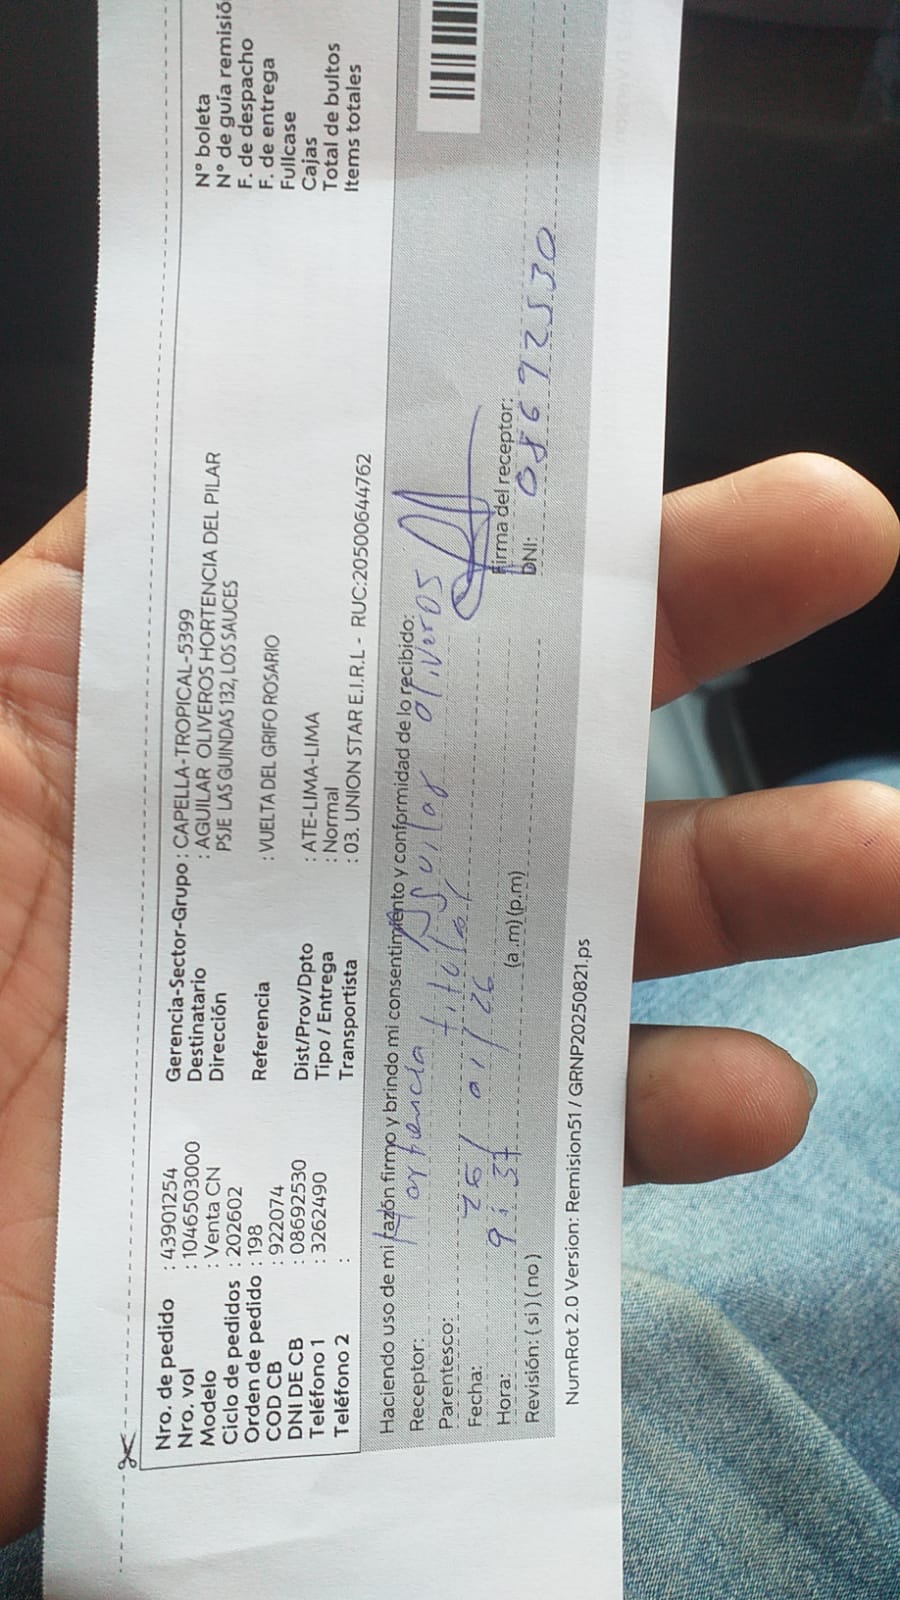 Nro. de pedido : 43901254
Nro. vol : 1046503000
Modelo : Venta CN
Ciclo de pedidos : 202602
Orden de pedido : 198
COD CB : 922074
DNI DE CB : 08692530
Teléfono 1 : 3262490
Teléfono 2 :
Gerencia-Sector-Grupo : CAPELLA-TROPICAL-5399
Destinatario : AGUILAR OLIVEROS HORTENCIA DEL PILAR
Dirección PSJE LAS GUINDAS 132, LOS SAUCES
Referencia : VUELTA DEL GRIFO ROSARIO
Dist/Prov/Dpto : ATE-LIMA-LIMA
Tipo / Entrega : Normal
Transportista : 03. UNION STAR E.I.R.L - RUC:20500644762
N° boleta
N° de guía remisió
F. de despacho
F. de entrega
Fullcase
Cajas
Total de bultos
Items totales
Haciendo uso de mi razón firmo y brindo mi consentimiento y conformidad de lo recibido:
Receptor: Hortencia Aguilar Oliveros
Parentesco: titular
Fecha: 26/01/26
Hora: 9:37 (a.m) (p.m)
Revisión: ( si ) ( no )
Firma del receptor:
DNI: 08692530
NumRot 2.0 Version: Remision51 / GRNP20250821.ps